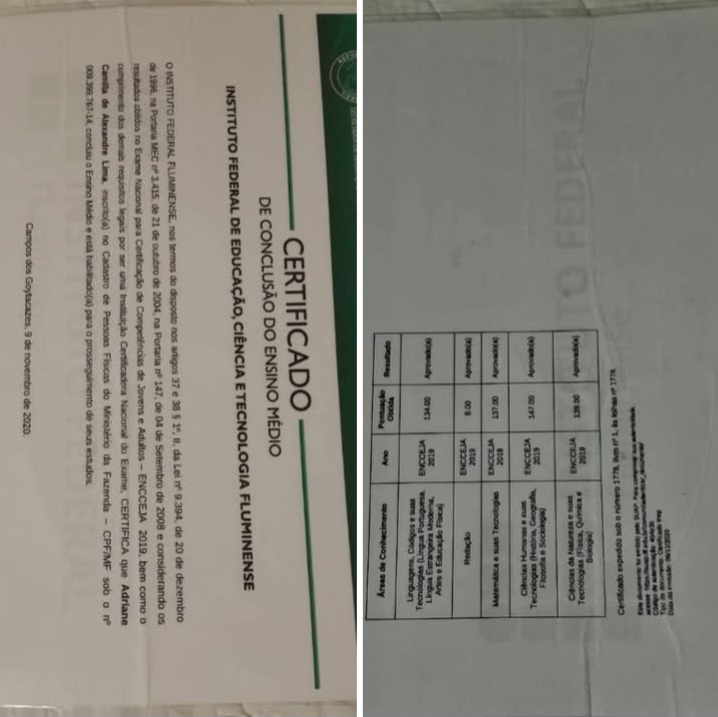 CERTIFICADO
DE CONCLUSÃO DO ENSINO MÉDIO
INSTITUTO FEDERAL DE EDUCAÇÃO, CIÊNCIA E TECNOLOGIA FLUMINENSE
O INSTITUTO FEDERAL FLUMINENSE, nos termos do disposto nos artigos 37 e 38 § 1º, II, da Lei nº 9.394, de 20 de dezembro
de 1996, na Portaria MEC nº 3.415, de 21 de outubro de 2004, na Portaria nº 147, de 04 de Setembro de 2008 e considerando os
resultados obtidos no Exame Nacional para Certificação de Competências de Jovens e Adultos – ENCCEJA 2019, bem como o
cumprimento dos demais requisitos legais por ser uma Instituição Certificadora Nacional do Exame, CERTIFICA que Adriane
Camilla de Alexandre Lima, inscrito(a) no Cadastro de Pessoas Físicas do Ministério da Fazenda – CPF/MF sob o nº
009.399.767-14, concluiu o Ensino Médio e está habilitado(a) para o prosseguimento de seus estudos.
Campos dos Goytacazes, 9 de novembro de 2020.
Áreas de Conhecimento Ano Pontuação Obtida Resultado
Linguagens, Códigos e suas
Tecnologias (Língua Portuguesa,
Língua Estrangeira Moderna,
Artes e Educação Física)
ENCCEJA
2019
134.00
Aprovado(a)
Redação
ENCCEJA
2019
8.00
Aprovado(a)
Matemática e suas Tecnologias
ENCCEJA
2019
137.00
Aprovado(a)
Ciências Humanas e suas
Tecnologias (História, Geografia,
Filosofia e Sociologia)
ENCCEJA
2019
147.00
Aprovado(a)
Ciências da Natureza e suas
Tecnologias (Física, Química e
Biologia)
ENCCEJA
2019
Aprovado(a)
Certificado expedido sob o número 1778, livro nº 1, às folhas nº 1778.